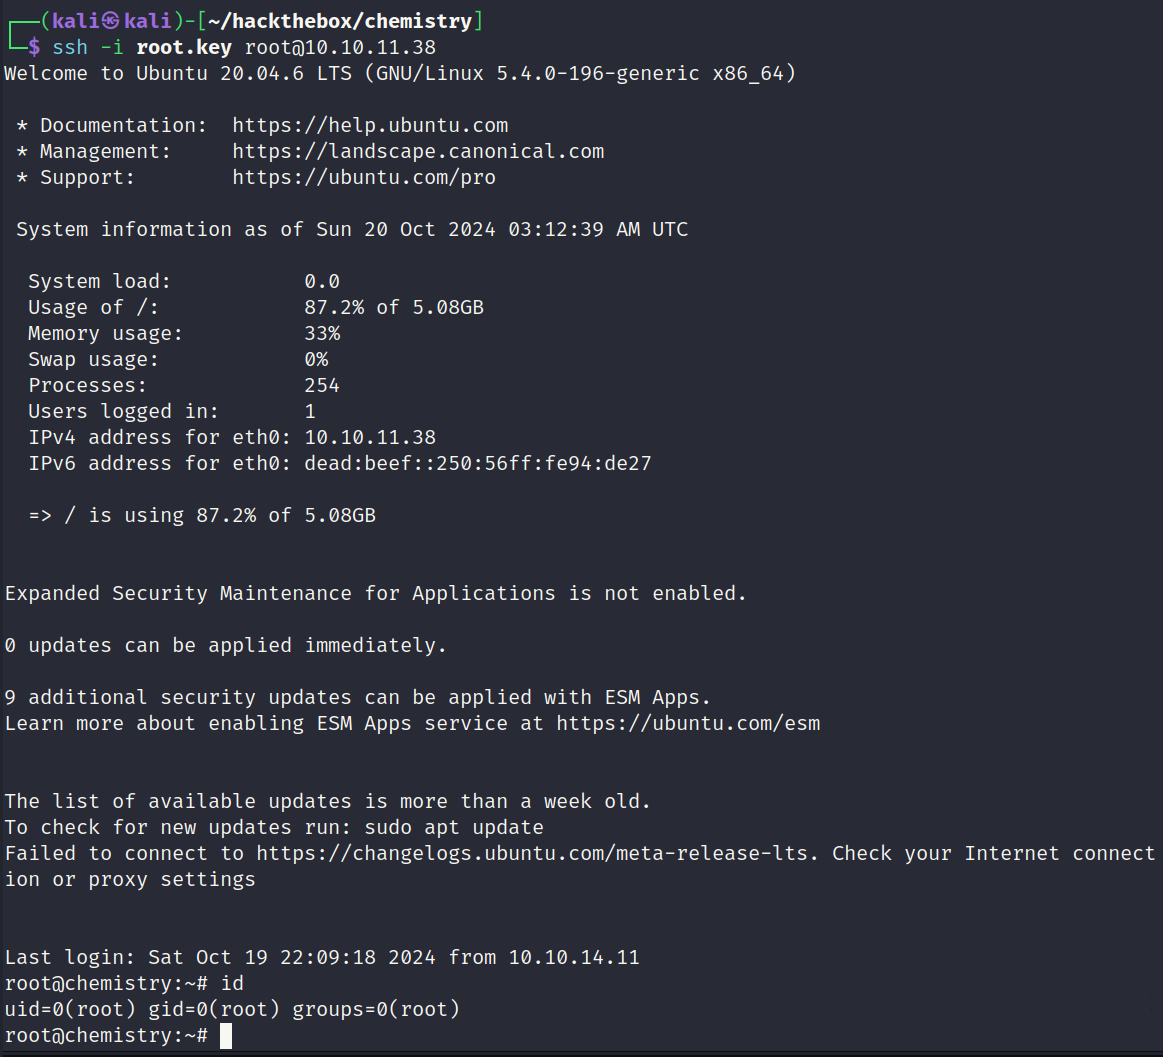 ┌──(kali㉿kali)-[~/hackthebox/chemistry]
└─$ ssh -i root.key root@10.10.11.38
Welcome to Ubuntu 20.04.6 LTS (GNU/Linux 5.4.0-196-generic x86_64)
* Documentation:  https://help.ubuntu.com
* Management:     https://landscape.canonical.com
* Support:        https://ubuntu.com/pro
System information as of Sun 20 Oct 2024 03:12:39 AM UTC
System load:           0.0
Usage of /:            87.2% of 5.08GB
Memory usage:          33%
Swap usage:            0%
Processes:             254
Users logged in:       1
IPv4 address for eth0: 10.10.11.38
IPv6 address for eth0: dead:beef::250:56ff:fe94:de27
=> / is using 87.2% of 5.08GB
Expanded Security Maintenance for Applications is not enabled.
0 updates can be applied immediately.
9 additional security updates can be applied with ESM Apps.
Learn more about enabling ESM Apps service at https://ubuntu.com/esm
The list of available updates is more than a week old.
To check for new updates run: sudo apt update
Failed to connect to https://changelogs.ubuntu.com/meta-release-lts. Check your Internet connect
ion or proxy settings
Last login: Sat Oct 19 22:09:18 2024 from 10.10.14.11
root@chemistry:~# id
uid=0(root) gid=0(root) groups=0(root)
root@chemistry:~#